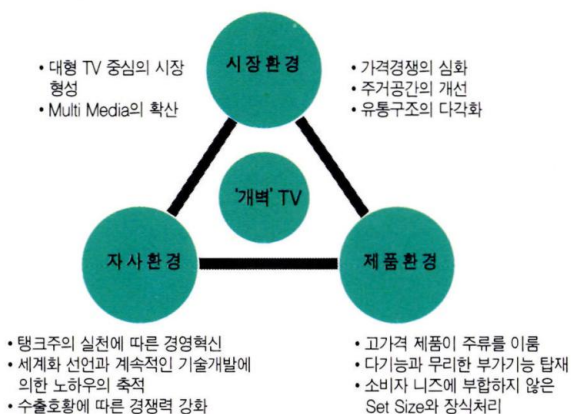 시장환경
• 대형 TV 중심의 시장
형성
• Multi Media의 확산
• 가격경쟁의 심화
• 주거공간의 개선
• 유통구조의 다각화
'개벽' TV
자사환경
제품환경
• 탱크주의 실천에 따른 경영혁신
• 세계화 선언과 계속적인 기술개발에
의한 노하우의 축적
• 수출호황에 따른 경쟁력 강화
• 고가격 제품이 주류를 이룸
• 다기능과 무리한 부가기능 탑재
• 소비자 니즈에 부합하지 않은
Set Size와 장식처리